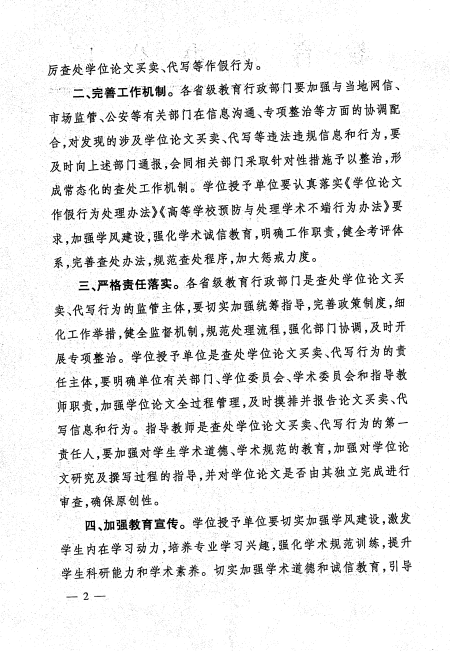 厉查处学位论文买卖、代写等作假行为。
二、完善工作机制。各省级教育行政部门要加强与当地网信、
市场监管、公安等有关部门在信息沟通、专项整治等方面的协调配
合,对发现的涉及学位论文买卖、代写等违法违规信息和行为,要
及时向上述部门通报,会同相关部门采取针对性措施予以整治,形
成常态化的查处工作机制。学位授予单位要认真落实《学位论文
作假行为处理办法》《高等学校预防与处理学术不端行为办法》要
求,加强学风建设,强化学术诚信教育,明确工作职责,健全考评体
系,完善查处办法,规范查处程序,加大惩戒力度。
三、严格责任落实。各省级教育行政部门是查处学位论文买
卖、代写行为的监管主体,要切实加强统筹指导,完善政策制度,细
化工作举措,健全监督机制,规范处理流程,强化部门协调,及时开
展专项整治。学位授予单位是查处学位论文买卖、代写行为的责
任主体,要明确单位有关部门、学位委员会、学术委员会和指导教
师职责,加强学位论文全过程管理,及时摸排并报告论文买卖、代
写信息和行为。指导教师是查处学位论文买卖、代写行为的第一
责任人,要加强对学生学术道德、学术规范的教育,加强对学位论
文研究及撰写过程的指导,并对学位论文是否由其独立完成进行
审查,确保原创性。
四、加强教育宣传。学位授予单位要切实加强学风建设,激发
学生内在学习动力,培养专业学习兴趣,强化学术规范训练,提升
学生科研能力和学术素养。切实加强学术道德和诚信教育,引导
— 2 —